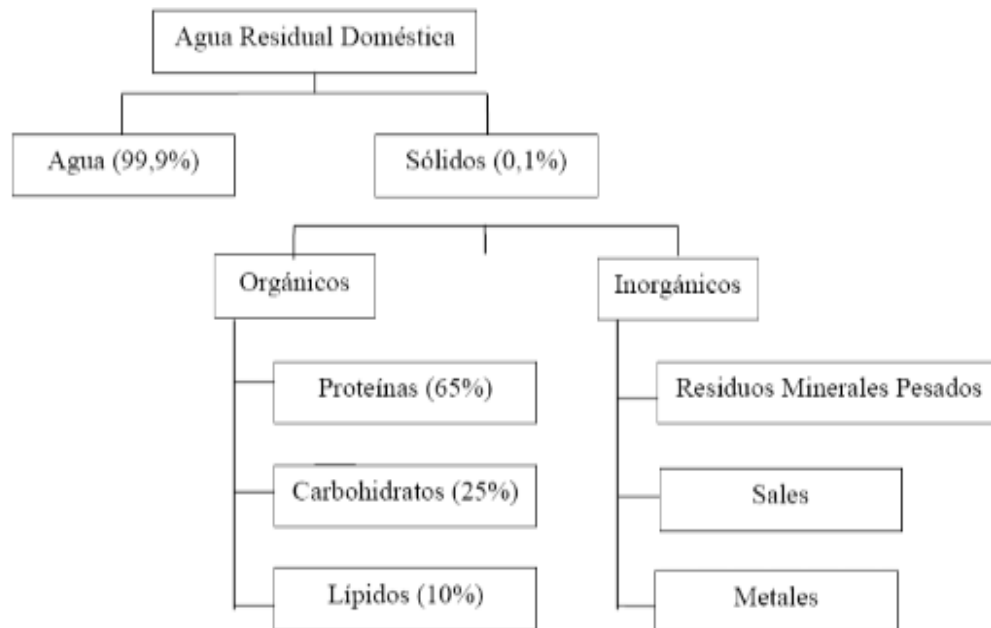 Agua Residual Doméstica
Agua (99,9%)
Sólidos (0,1%)
Orgánicos
Inorgánicos
Proteínas (65%)
Residuos Minerales Pesados
Carbohidratos (25%)
Sales
Lípidos (10%)
Metales